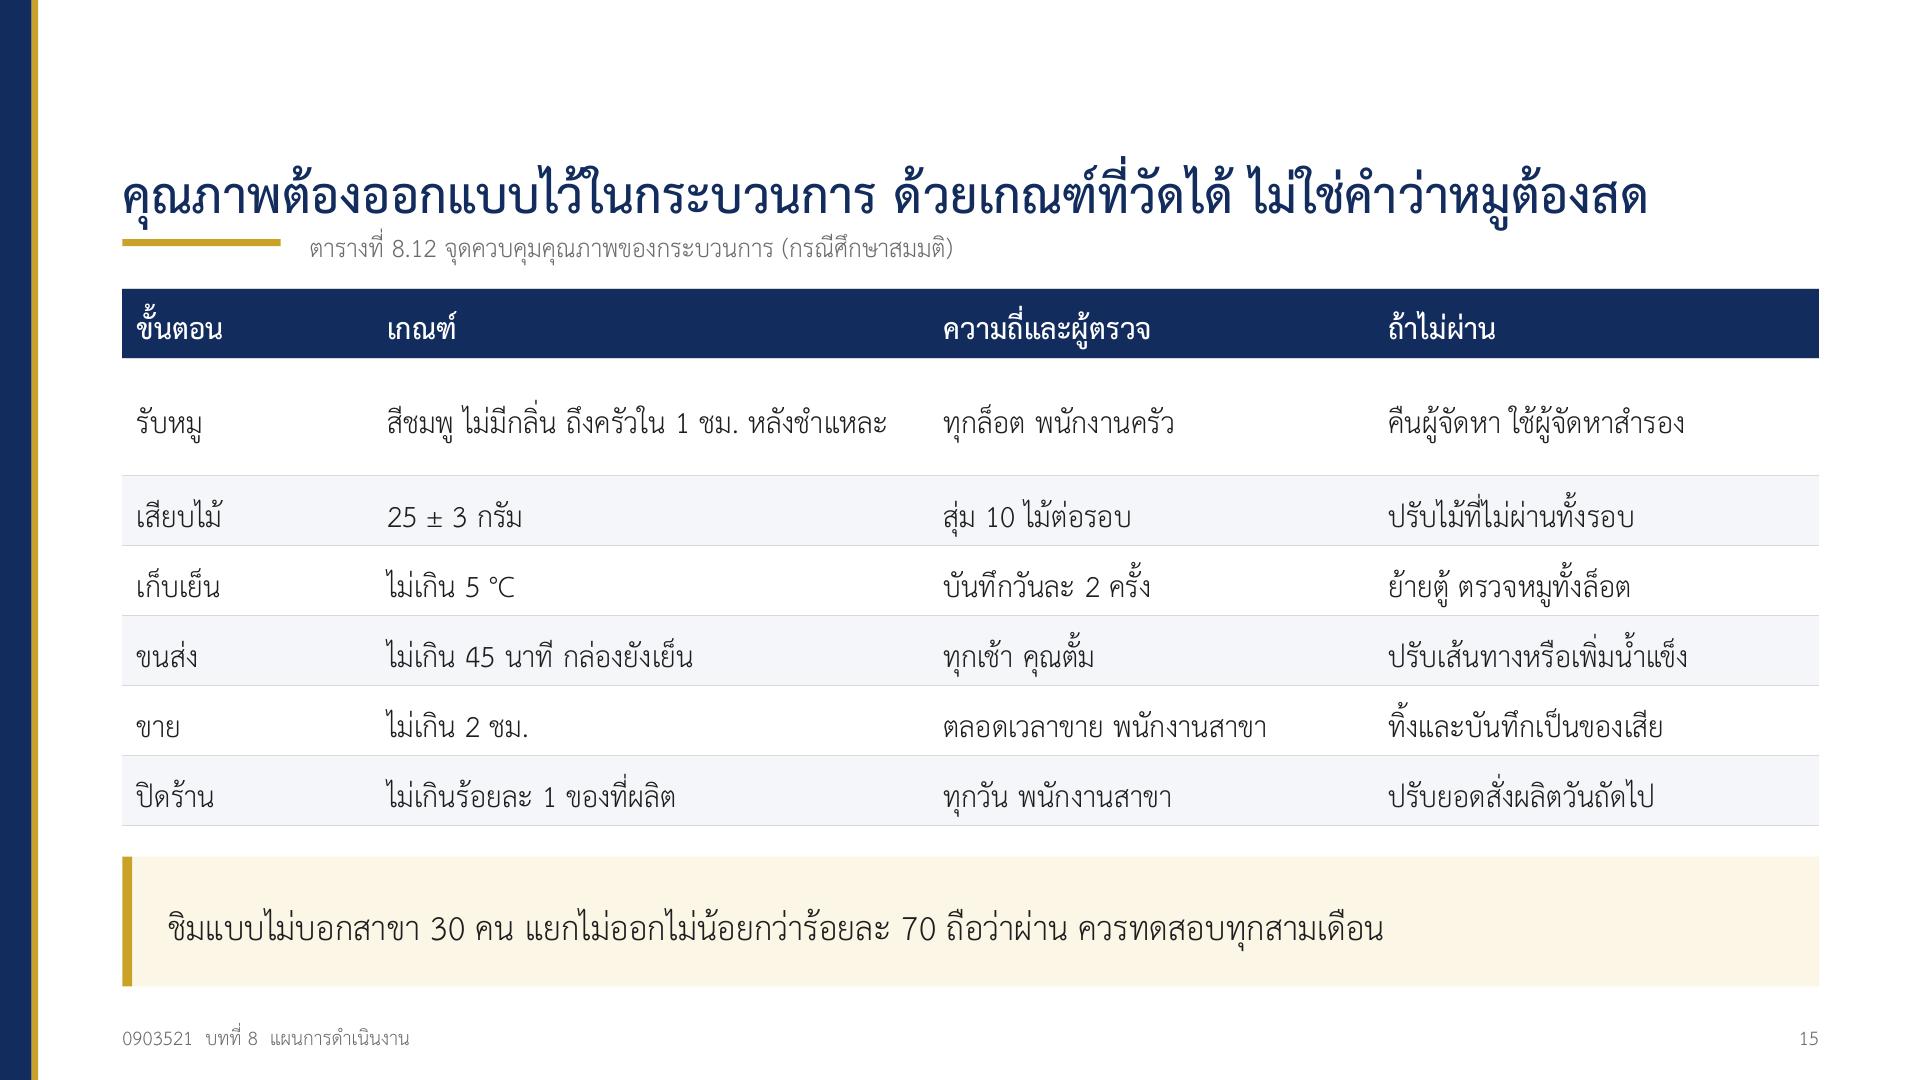 คุณภาพต้องออกแบบไว้ในกระบวนการ ด้วยเกณฑ์ที่วัดได้ ไม่ใช่คำว่าหมูต้องสด
ตารางที่ 8.12 จุดควบคุมคุณภาพของกระบวนการ (กรณีศึกษาสมมติ)
ขั้นตอน เกณฑ์ ความถี่และผู้ตรวจ ถ้าไม่ผ่าน
รับหมู สีชมพู ไม่มีกลิ่น ถึงครัวใน 1 ชม. หลังชำแหละ ทุกล็อต พนักงานครัว คืนผู้จัดหา ใช้ผู้จัดหาสำรอง
เสียบไม้ 25 ± 3 กรัม สุ่ม 10 ไม้ต่อรอบ ปรับไม้ที่ไม่ผ่านทั้งรอบ
เก็บเย็น ไม่เกิน 5 °C บันทึกวันละ 2 ครั้ง ย้ายตู้ ตรวจหมูทั้งล็อต
ขนส่ง ไม่เกิน 45 นาที กล่องยังเย็น ทุกเช้า คุณตั้ม ปรับเส้นทางหรือเพิ่มน้ำแข็ง
ขาย ไม่เกิน 2 ชม. ตลอดเวลาขาย พนักงานสาขา ทิ้งและบันทึกเป็นของเสีย
ปิดร้าน ไม่เกินร้อยละ 1 ของที่ผลิต ทุกวัน พนักงานสาขา ปรับยอดสั่งผลิตวันถัดไป
ชิมแบบไม่บอกสาขา 30 คน แยกไม่ออกไม่น้อยกว่าร้อยละ 70 ถือว่าผ่าน ควรทดสอบทุกสามเดือน
0903521 บทที่ 8 แผนการดำเนินงาน 15